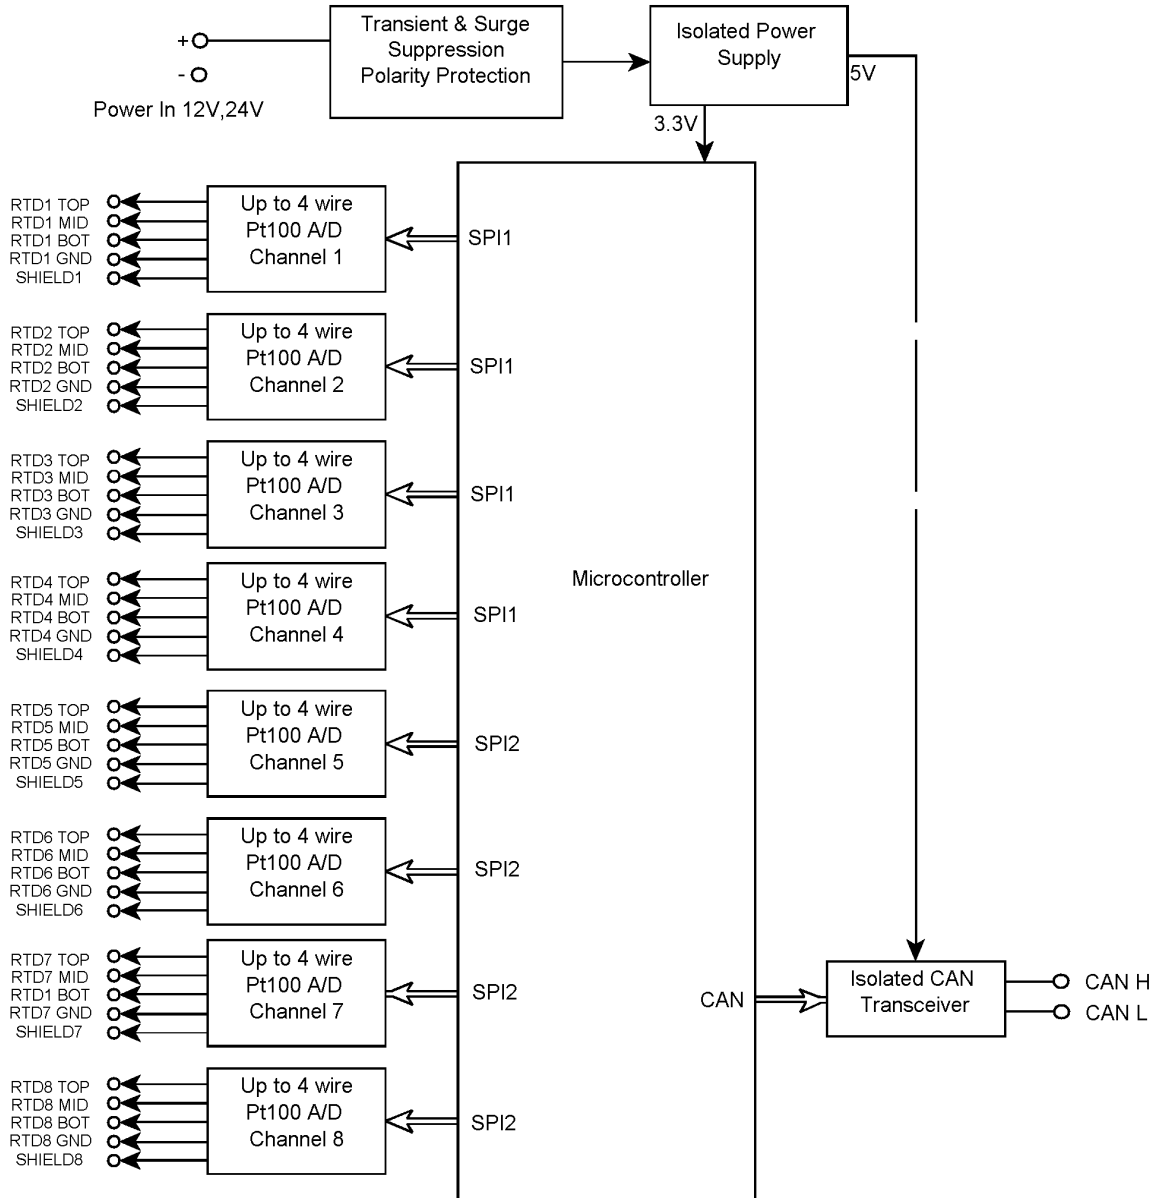 Transient & Surge
Suppression
Polarity Protection
Isolated Power
Supply
+
-
Power In 12V,24V
5V
3.3V
RTD1 TOP
RTD1 MID
RTD1 BOT
RTD1 GND
SHIELD1
Up to 4 wire
Pt100 A/D
Channel 1
SPI1
RTD2 TOP
RTD2 MID
RTD2 BOT
RTD2 GND
SHIELD2
Up to 4 wire
Pt100 A/D
Channel 2
SPI1
RTD3 TOP
RTD3 MID
RTD3 BOT
RTD3 GND
SHIELD3
Up to 4 wire
Pt100 A/D
Channel 3
SPI1
Microcontroller
RTD4 TOP
RTD4 MID
RTD4 BOT
RTD4 GND
SHIELD4
Up to 4 wire
Pt100 A/D
Channel 4
SPI1
RTD5 TOP
RTD5 MID
RTD5 BOT
RTD5 GND
SHIELD5
Up to 4 wire
Pt100 A/D
Channel 5
SPI2
RTD6 TOP
RTD6 MID
RTD6 BOT
RTD6 GND
SHIELD6
Up to 4 wire
Pt100 A/D
Channel 6
SPI2
RTD7 TOP
RTD7 MID
RTD1 BOT
RTD7 GND
SHIELD7
Up to 4 wire
Pt100 A/D
Channel 7
SPI2
CAN
Isolated CAN
Transceiver
CAN H
CAN L
RTD8 TOP
RTD8 MID
RTD8 BOT
RTD8 GND
SHIELD8
Up to 4 wire
Pt100 A/D
Channel 8
SPI2